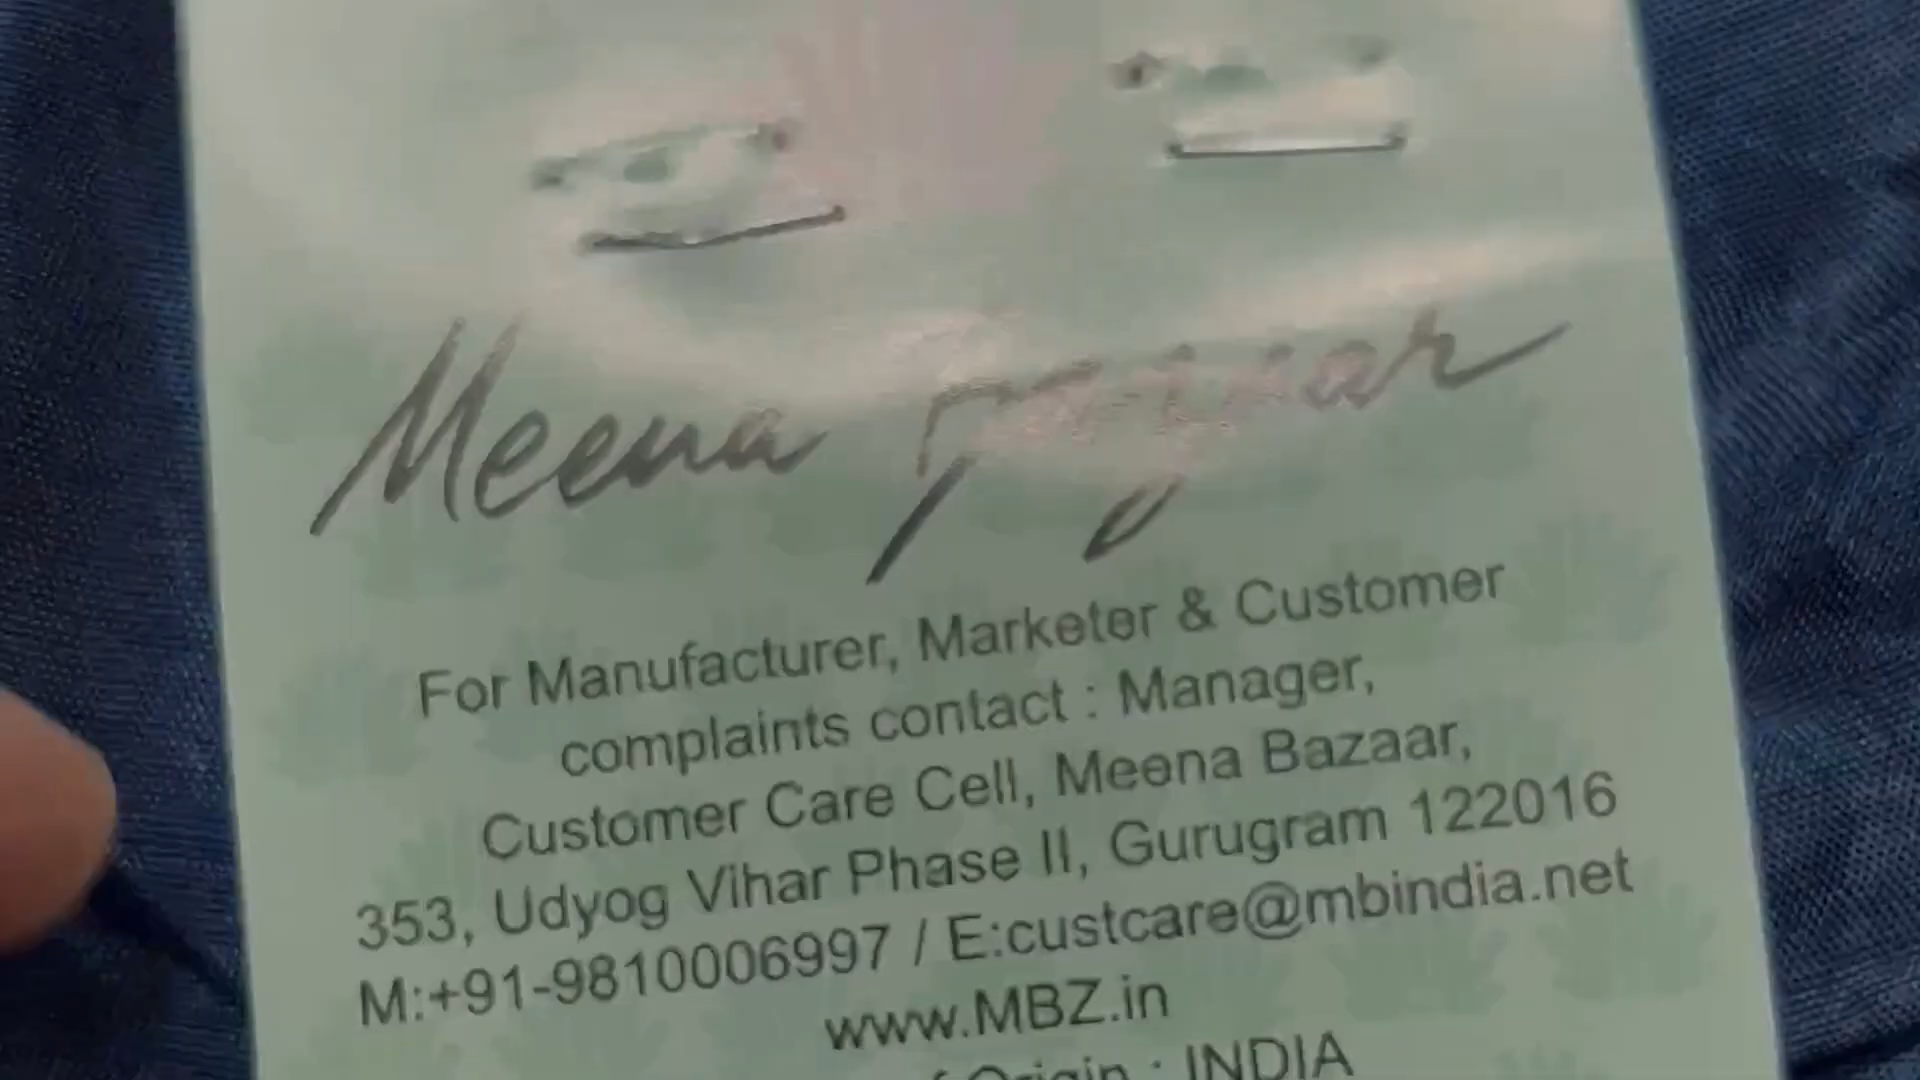 Meena Bazaar
For Manufacturer, Marketer & Customer
complaints contact : Manager,
Customer Care Cell, Meena Bazaar,
353, Udyog Vihar Phase II, Gurugram 122016
M:+91-9810006997 / E:custcare@mbindia.net
www.MBZ.in
Origin : INDIA